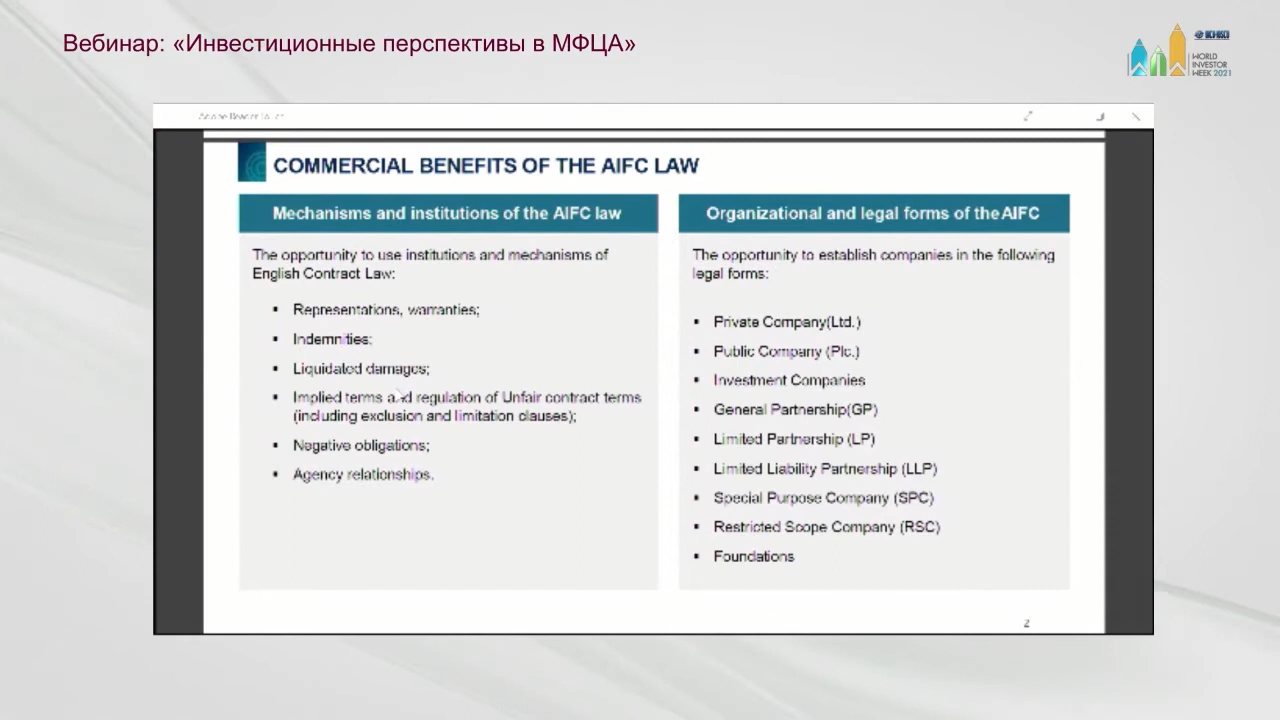 Вебинар: «Инвестиционные перспективы в МФЦА»
WORLD
INVESTOR
WEEK 2021
COMMERCIAL BENEFITS OF THE AIFC LAW
Mechanisms and institutions of the AIFC law
The opportunity to use institutions and mechanisms of
English Contract Law:
▪ Representations, warranties;
▪ Indemnities;
▪ Liquidated damages;
▪ Implied terms and regulation of Unfair contract terms
(including exclusion and limitation clauses);
▪ Negative obligations;
▪ Agency relationships.
Organizational and legal forms of the AIFC
The opportunity to establish companies in the following
legal forms:
▪ Private Company(Ltd.)
▪ Public Company (Plc.)
▪ Investment Companies
▪ General Partnership(GP)
▪ Limited Partnership (LP)
▪ Limited Liability Partnership (LLP)
▪ Special Purpose Company (SPC)
▪ Restricted Scope Company (RSC)
▪ Foundations
2